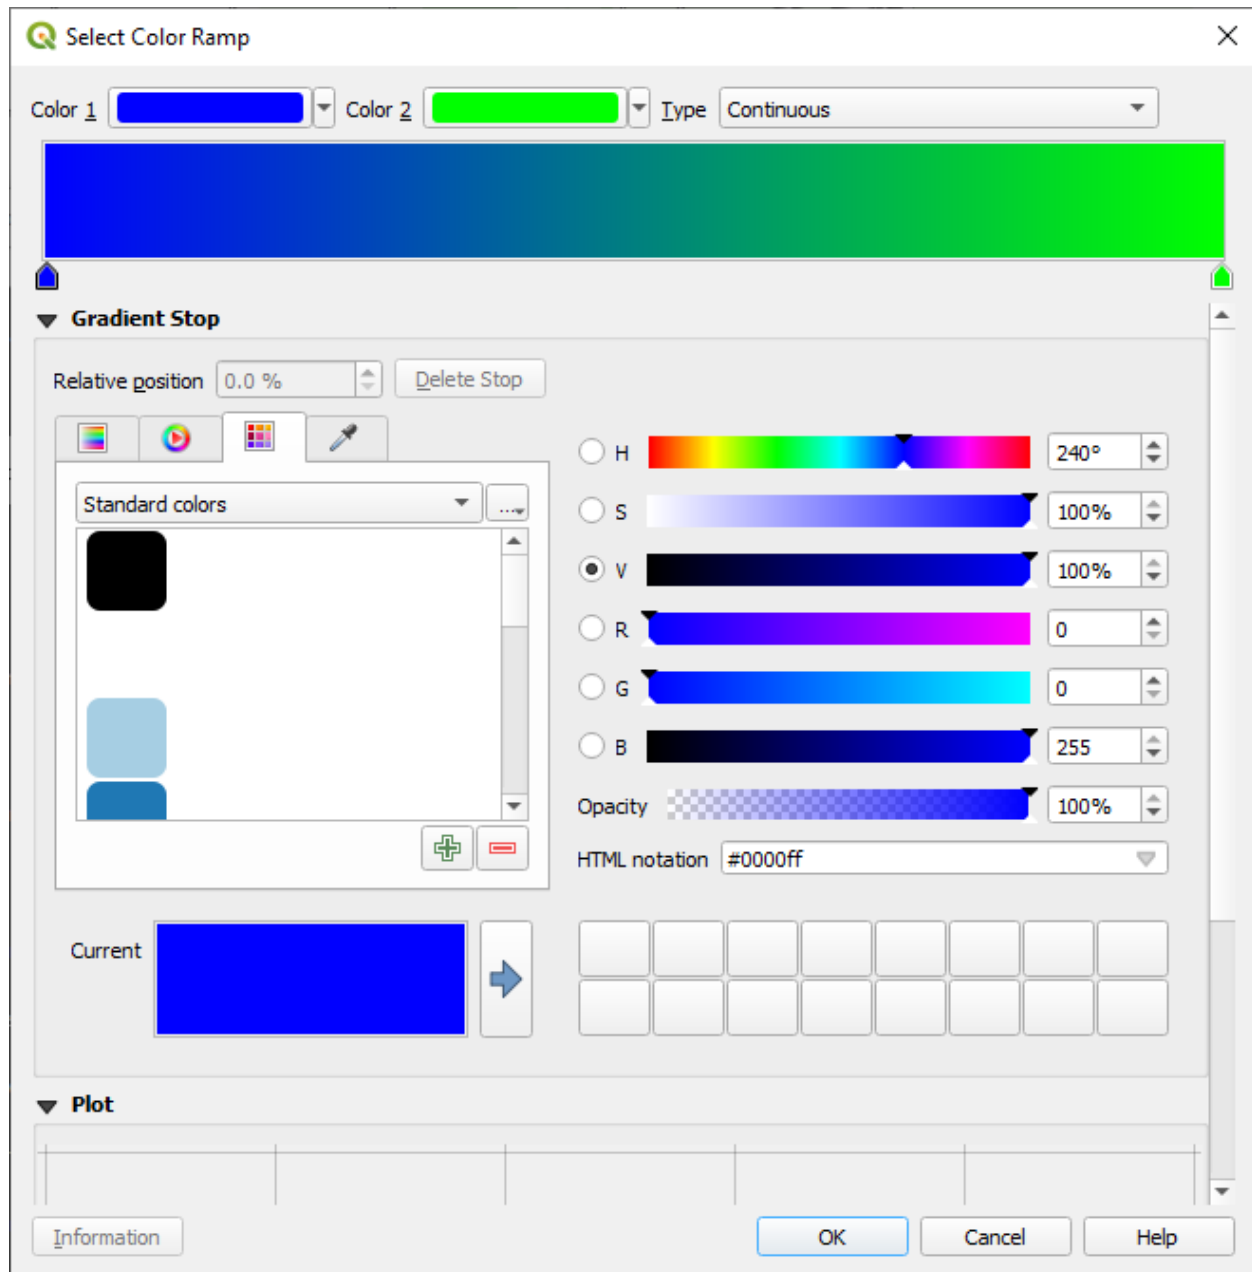 Select Color Ramp
Color 1 Color 2 Type Continuous
Gradient Stop
Relative position 0.0 % Delete Stop
H 240°
Standard colors ...
S 100%
V 100%
R 0
G 0
B 255
Opacity 100%
HTML notation #0000ff
Current
Plot
Information OK Cancel Help